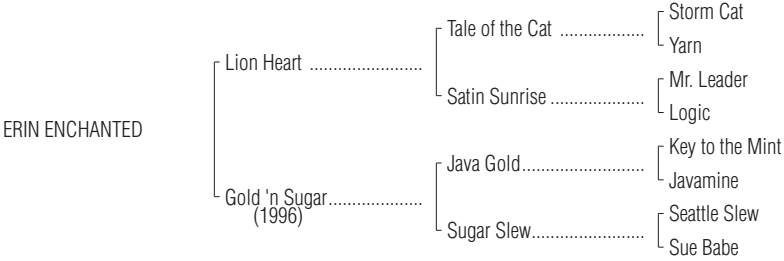 Storm Cat
Tale of the Cat ..................
Yarn
Lion Heart ........................
Mr. Leader
Satin Sunrise ....................
Logic
ERIN ENCHANTED
Key to the Mint
Java Gold..........................
Javamine
Gold 'n Sugar....................
(1996)
Seattle Slew
Sugar Slew........................
Sue Babe